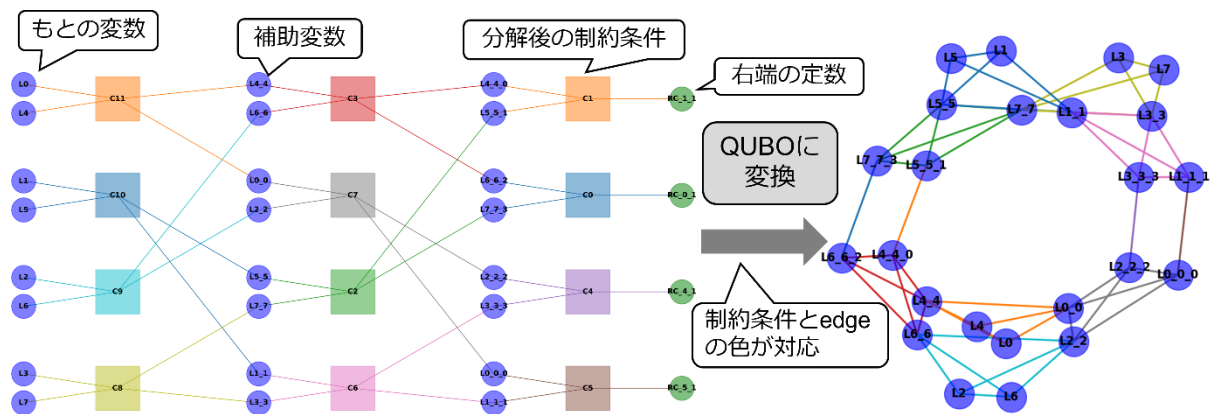 もとの変数
補助変数
分解後の制約条件
右端の定数
L0
L4
C11
L4_4
L6_6
C3
L4_4_0
L5_5_1
C1
RC_1_1
L1
L5
C10
L0_0
L2_2
C7
L6_6_2
L7_7_3
C0
RC_0_1
L2
L6
C9
L5_5
L7_7
C2
L2_2_2
L3_3_3
C4
RC_4_1
L3
L7
C8
L1_1
L3_3
C6
L0_0_0
L1_1_1
C5
RC_5_1
QUBOに
変換
制約条件とedge
の色が対応
L5
L1
L3
L7
L5_5
L7_7
L1_1
L3_3
L7_7_3
L5_5_1
L3_3_3
L1_1_1
L6_6_2
L4_4_0
L2_2_2
L0_0_0
L4_4
L0_0
L4
L6_6
L0
L2_2
L2
L6